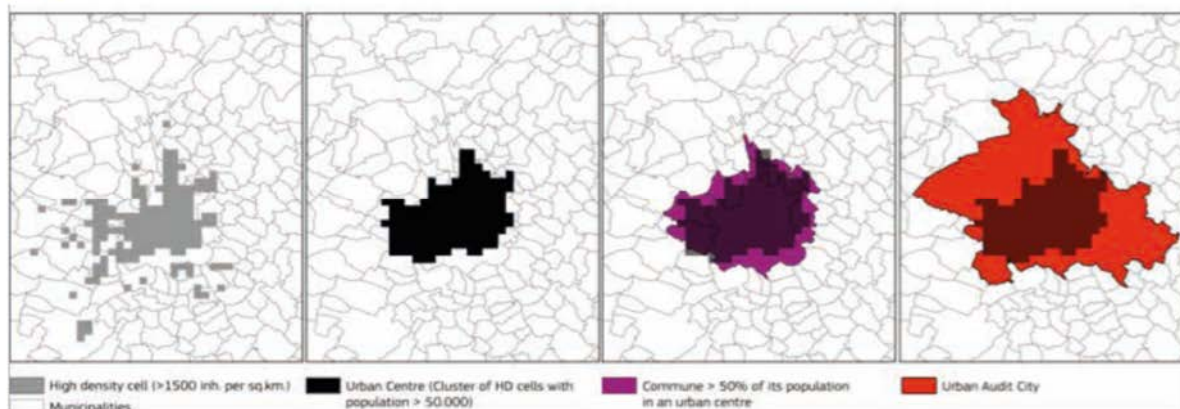 High density cell (>1500 inh. per sq.km.)
Municipalities
Urban Centre (Cluster of HD cells with
population > 50.000)
Commune > 50% of its population
in an urban centre
Urban Audit City